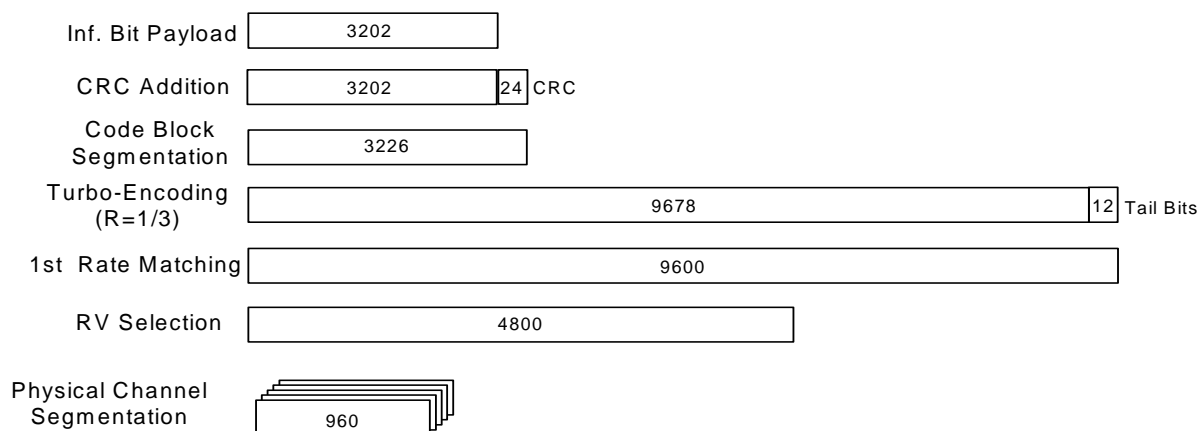 Inf. Bit Payload
3202
CRC Addition
3202
24
CRC
Code Block
Segmentation
3226
Turbo-Encoding
(R=1/3)
9678
12
Tail Bits
1st Rate Matching
9600
RV Selection
4800
Physical Channel
Segmentation
960